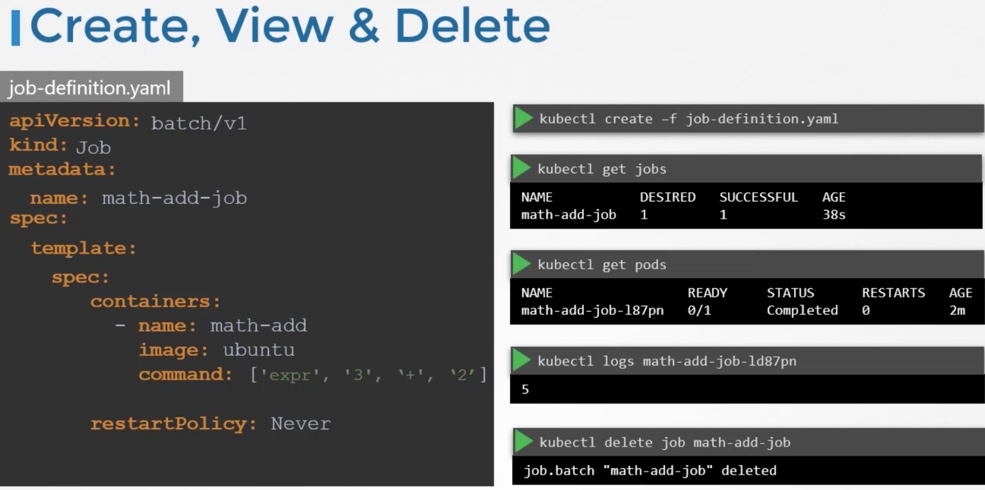 Create, View & Delete
job-definition.yaml
apiVersion: batch/v1
kind: Job
metadata:
name: math-add-job
spec:
template:
spec:
containers:
- name: math-add
image: ubuntu
command: ['expr', '3', ‘+’, ‘2’]
restartPolicy: Never
kubectl create –f job-definition.yaml
kubectl get jobs
NAME DESIRED SUCCESSFUL AGE
math-add-job 1 1 38s
kubectl get pods
NAME READY STATUS RESTARTS AGE
math-add-job-l87pn 0/1 Completed 0 2m
kubectl logs math-add-job-ld87pn
5
kubectl delete job math-add-job
job.batch "math-add-job" deleted